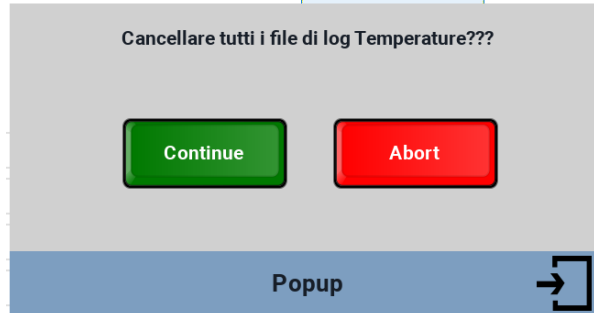 Cancellare tutti i file di log Temperature???
Continue
Abort
Popup